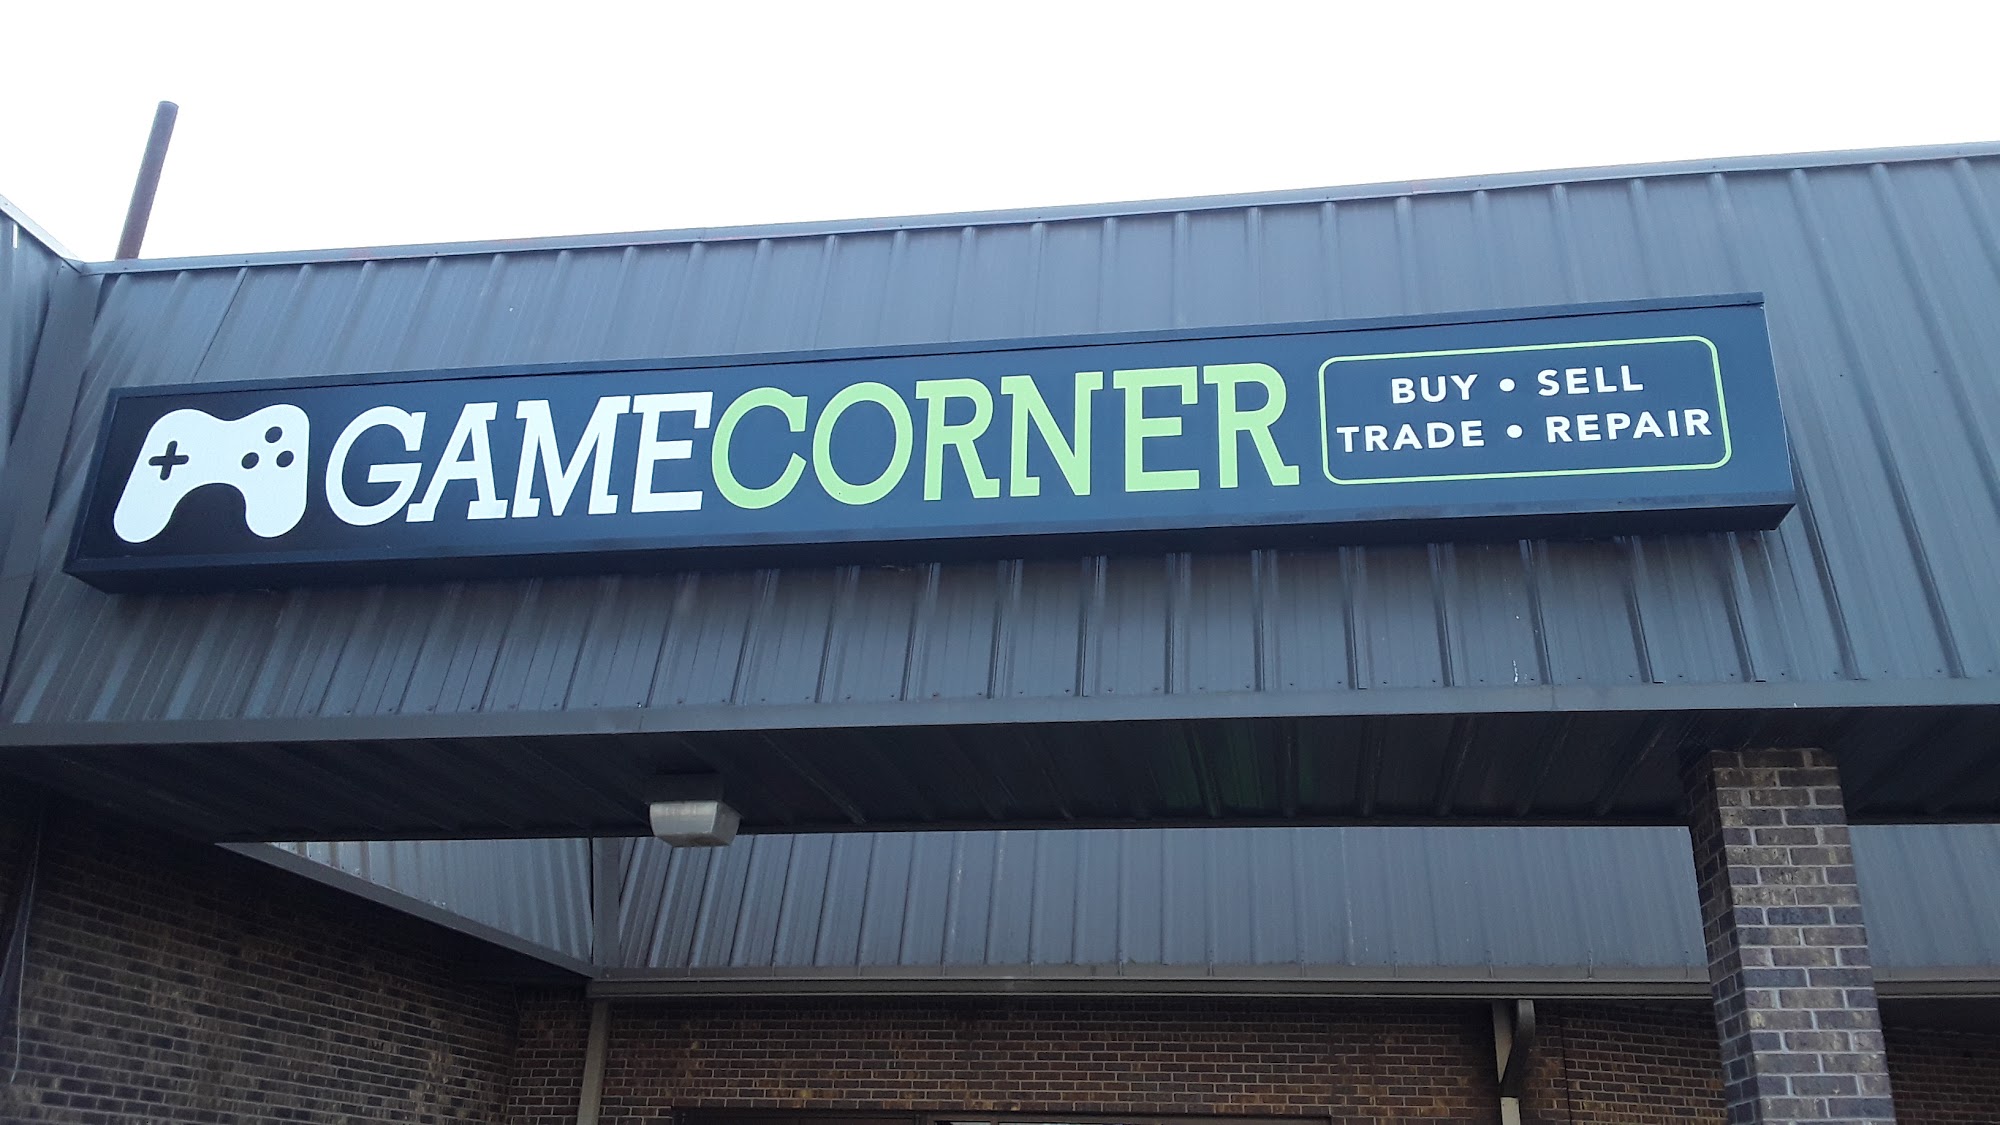 GAMECORNER
BUY • SELL
TRADE • REPAIR